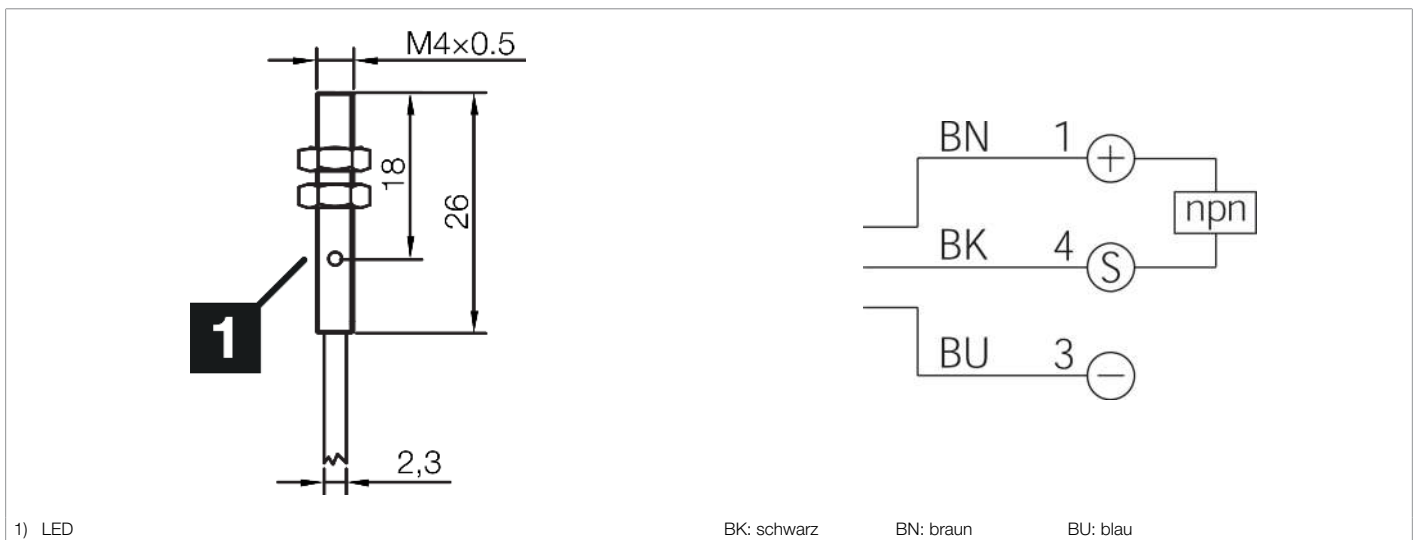 M4×0.5
18
26
1
2,3
BN 1 +
npn
BK 4 S
BU 3 −
1) LED
BK: schwarz BN: braun BU: blau